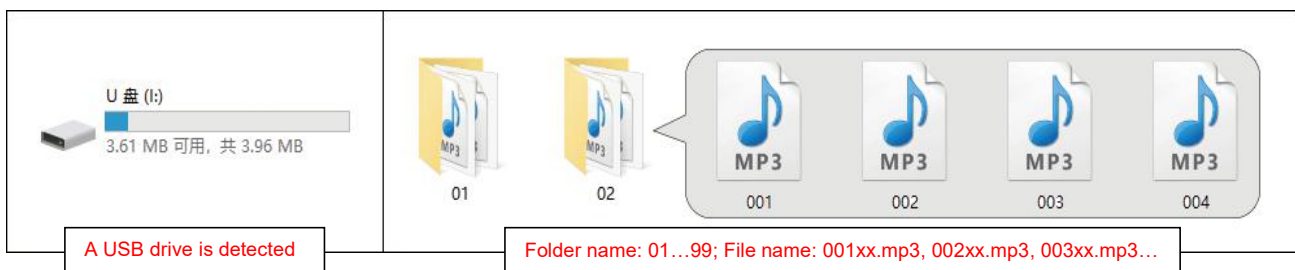 U 盘 (I:)
3.61 MB 可用, 共 3.96 MB
A USB drive is detected
MP3
MP3
01
02
MP3
MP3
MP3
MP3
001
002
003
004
Folder name: 01…99; File name: 001xx.mp3, 002xx.mp3, 003xx.mp3…